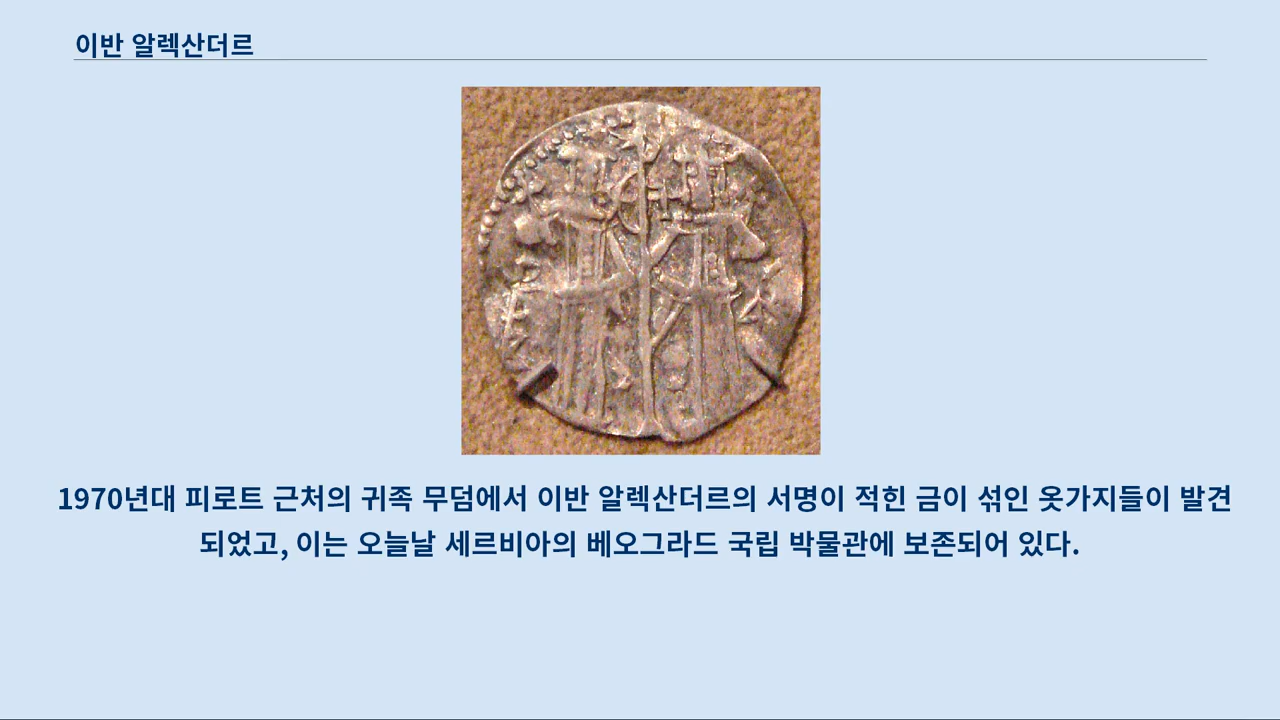 이반 알렉산더르
1970년대 피로트 근처의 귀족 무덤에서 이반 알렉산더르의 서명이 적힌 금이 섞인 옷가지들이 발견
되었고, 이는 오늘날 세르비아의 베오그라드 국립 박물관에 보존되어 있다.